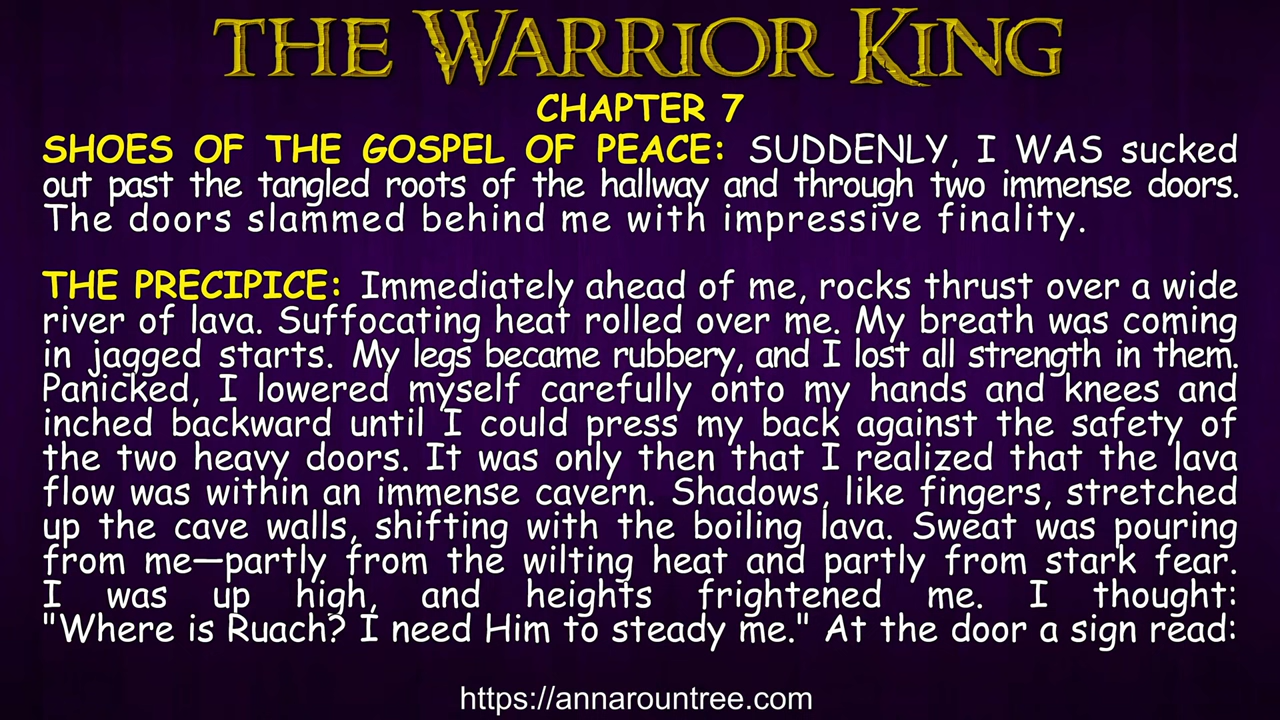 THE WARRIOR KING
CHAPTER 7
SHOES OF THE GOSPEL OF PEACE: SUDDENLY, I WAS sucked
out past the tangled roots of the hallway and through two immense doors.
The doors slammed behind me with impressive finality.
THE PRECIPICE: Immediately ahead of me, rocks thrust over a wide
river of lava. Suffocating heat rolled over me. My breath was coming
in jagged starts. My legs became rubbery, and I lost all strength in them.
Panicked, I lowered myself carefully onto my hands and knees and
inched backward until I could press my back against the safety of
the two heavy doors. It was only then that I realized that the lava
flow was within an immense cavern. Shadows, like fingers, stretched
up the cave walls, shifting with the boiling lava. Sweat was pouring
from me—partly from the wilting heat and partly from stark fear.
I was up high, and heights frightened me. I thought:
"Where is Ruach? I need Him to steady me." At the door a sign read:
https://annarountree.com